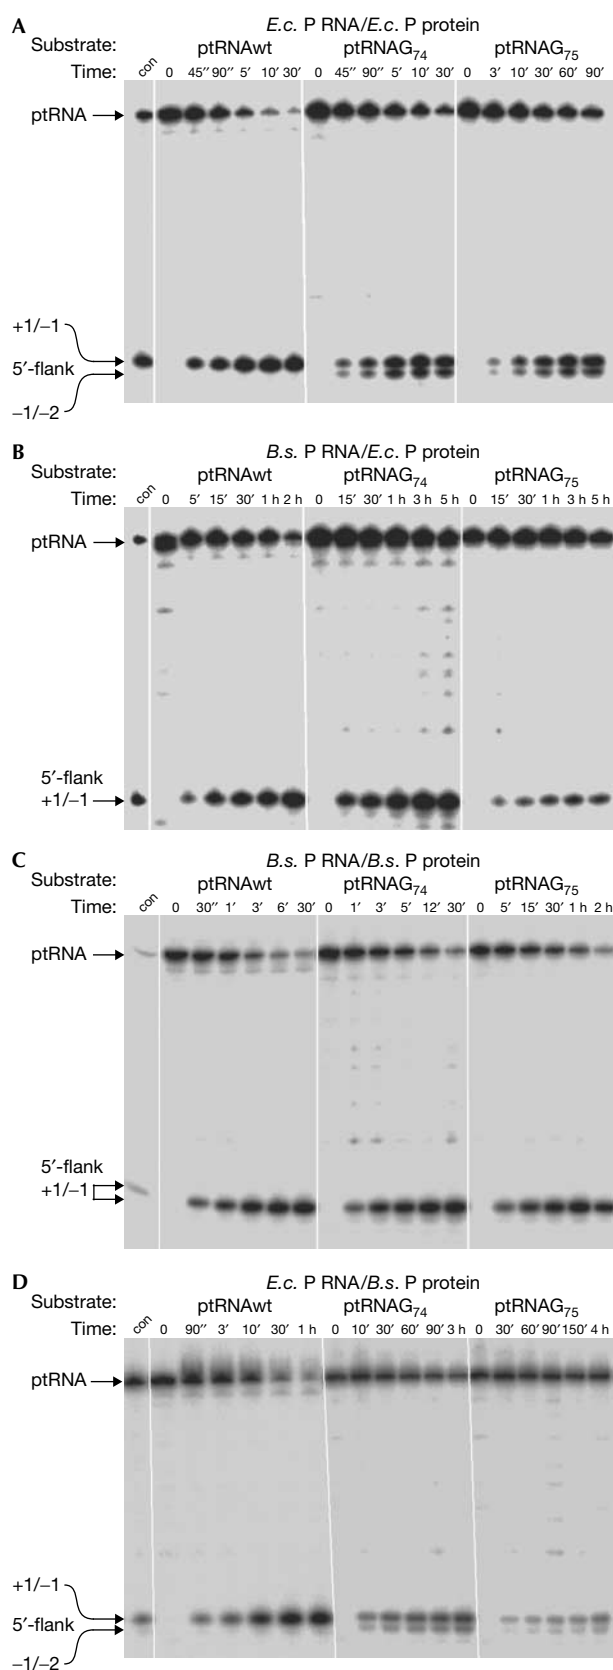 A
E.c. P RNA/E.c. P protein
Substrate: ptRNAwt ptRNAG74 ptRNAG75
Time: con 0 45′′ 90′′ 5′ 10′ 30′ 0 45′′ 90′′ 5′ 10′ 30′ 0 3′ 10′ 30′ 60′ 90′
ptRNA
+1/−1
5′-flank
−1/−2
B
B.s. P RNA/E.c. P protein
Substrate: ptRNAwt ptRNAG74 ptRNAG75
Time: con 0 5′ 15′ 30′ 1 h 2 h 0 15′ 30′ 1 h 3 h 5 h 0 15′ 30′ 1 h 3 h 5 h
ptRNA
5′-flank
+1/−1
C
B.s. P RNA/B.s. P protein
Substrate: ptRNAwt ptRNAG74 ptRNAG75
Time: con 0 30′′ 1′ 3′ 6′ 30′ 0 1′ 3′ 5′ 12′ 30′ 0 5′ 15′ 30′ 1 h 2 h
ptRNA
5′-flank
+1/−1
D
E.c. P RNA/B.s. P protein
Substrate: ptRNAwt ptRNAG74 ptRNAG75
Time: con 0 90′′ 3′ 10′ 30′ 1 h 0 10′ 30′ 60′ 90′ 3 h 0 30′ 60′ 90′ 150′ 4 h
ptRNA
+1/−1
5′-flank
−1/−2